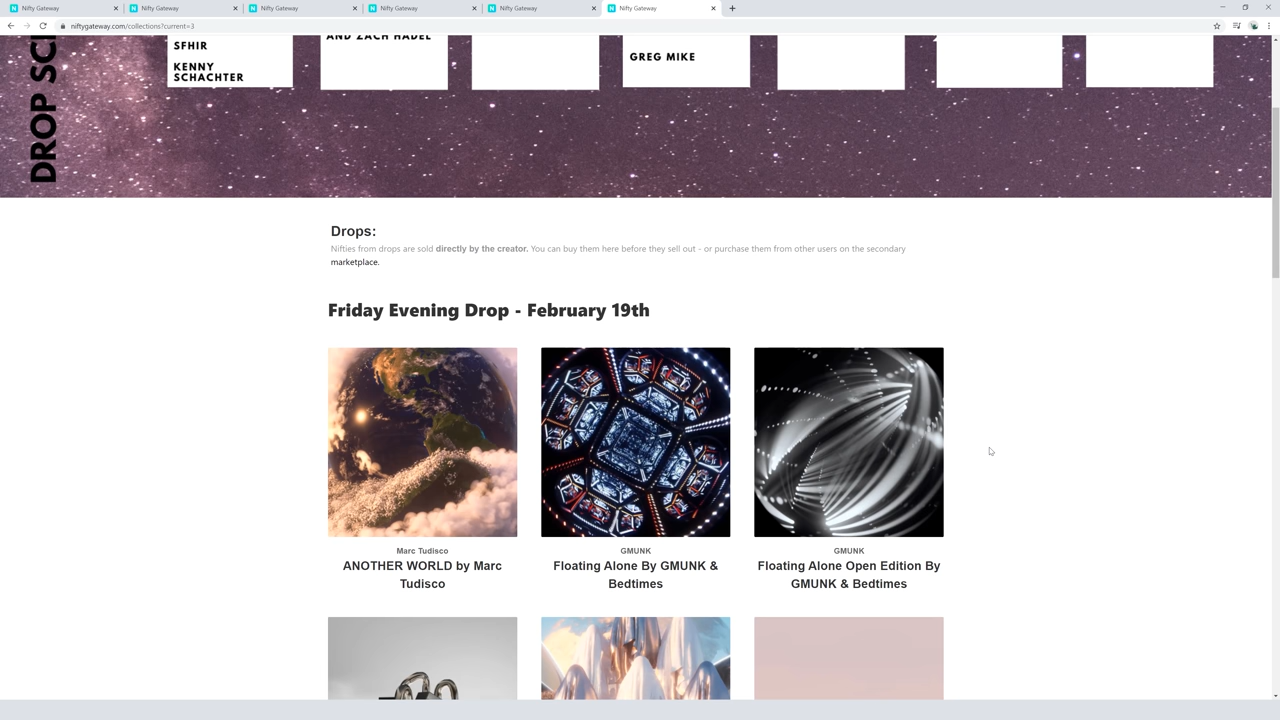 Nifty Gateway
Nifty Gateway
Nifty Gateway
Nifty Gateway
Nifty Gateway
Nifty Gateway
niftygateway.com/collections?current=3
DROP
SFHIR
KENNY
SCHACHTER
AND ZACH HADEL
GREG MIKE
Drops:
Nifties from drops are sold directly by the creator. You can buy them here before they sell out - or purchase them from other users on the secondary
marketplace.
Friday Evening Drop - February 19th
Marc Tudisco
ANOTHER WORLD by Marc
Tudisco
GMUNK
Floating Alone By GMUNK &
Bedtimes
GMUNK
Floating Alone Open Edition By
GMUNK & Bedtimes